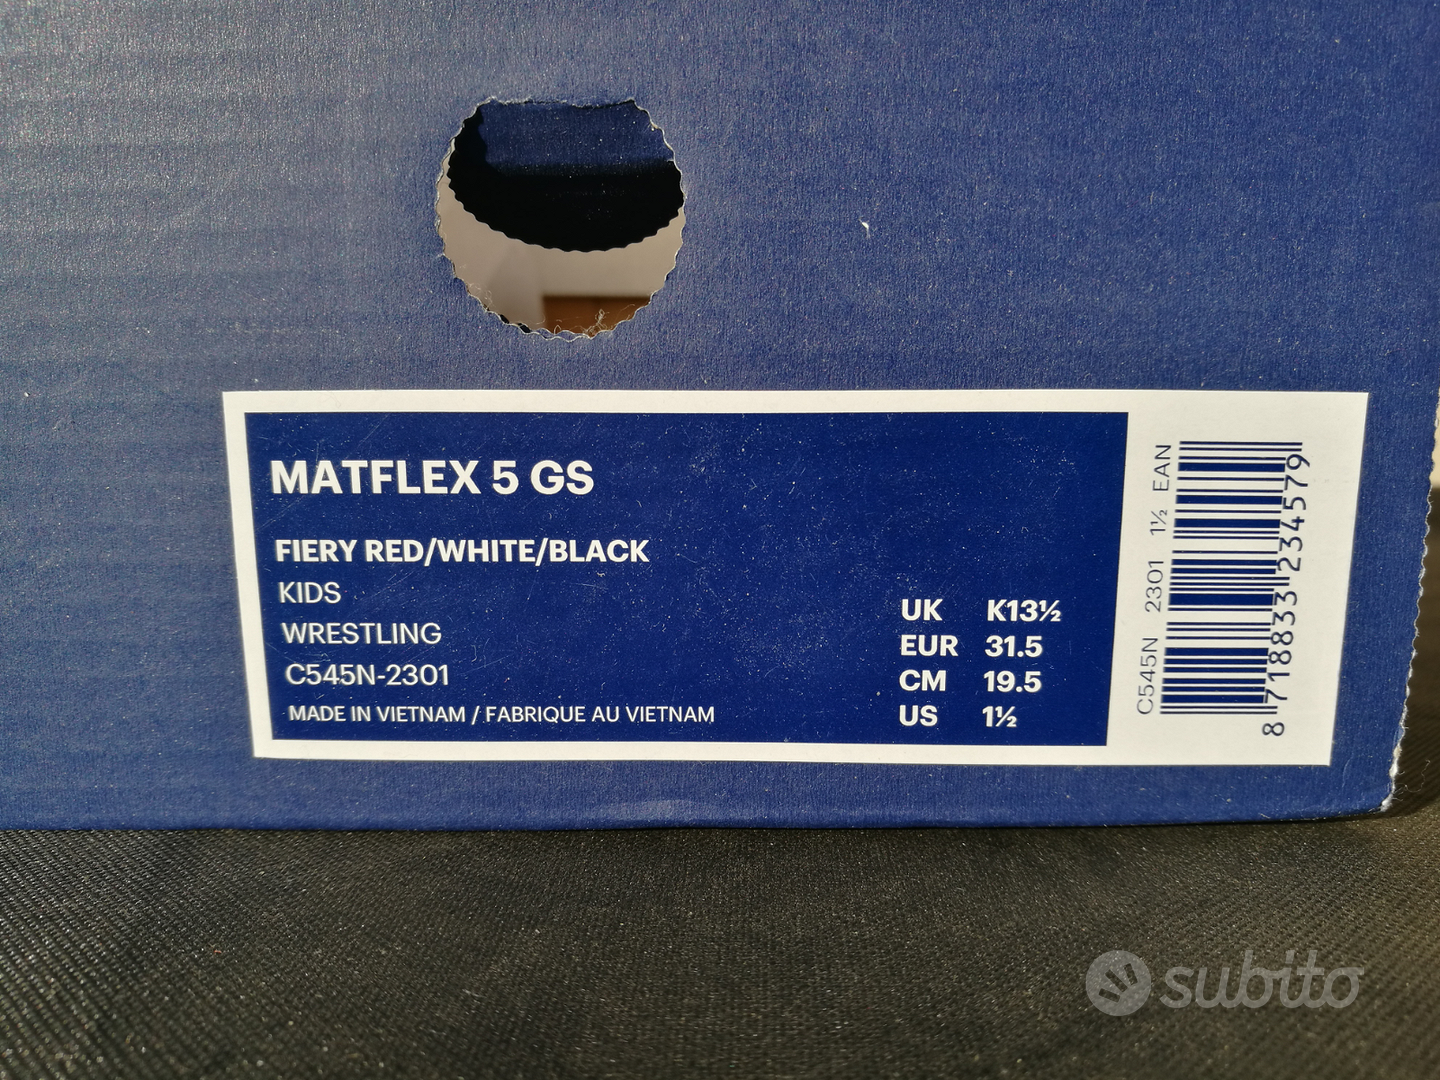 MATFLEX 5 GS
FIERY RED/WHITE/BLACK
KIDS
WRESTLING
C545N-2301
MADE IN VIETNAM / FABRIQUE AU VIETNAM
UK K13½
EUR 31.5
CM 19.5
US 1½
C545N 2301 1½ EAN
8 718833 234579
subito